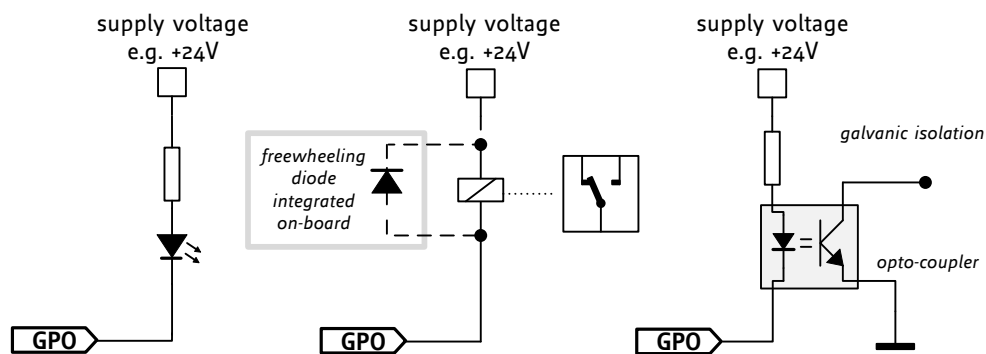 supply voltage
e.g. +24V
GPO
supply voltage
e.g. +24V
freewheeling
diode
integrated
on-board
GPO
supply voltage
e.g. +24V
galvanic isolation
opto-coupler
GPO